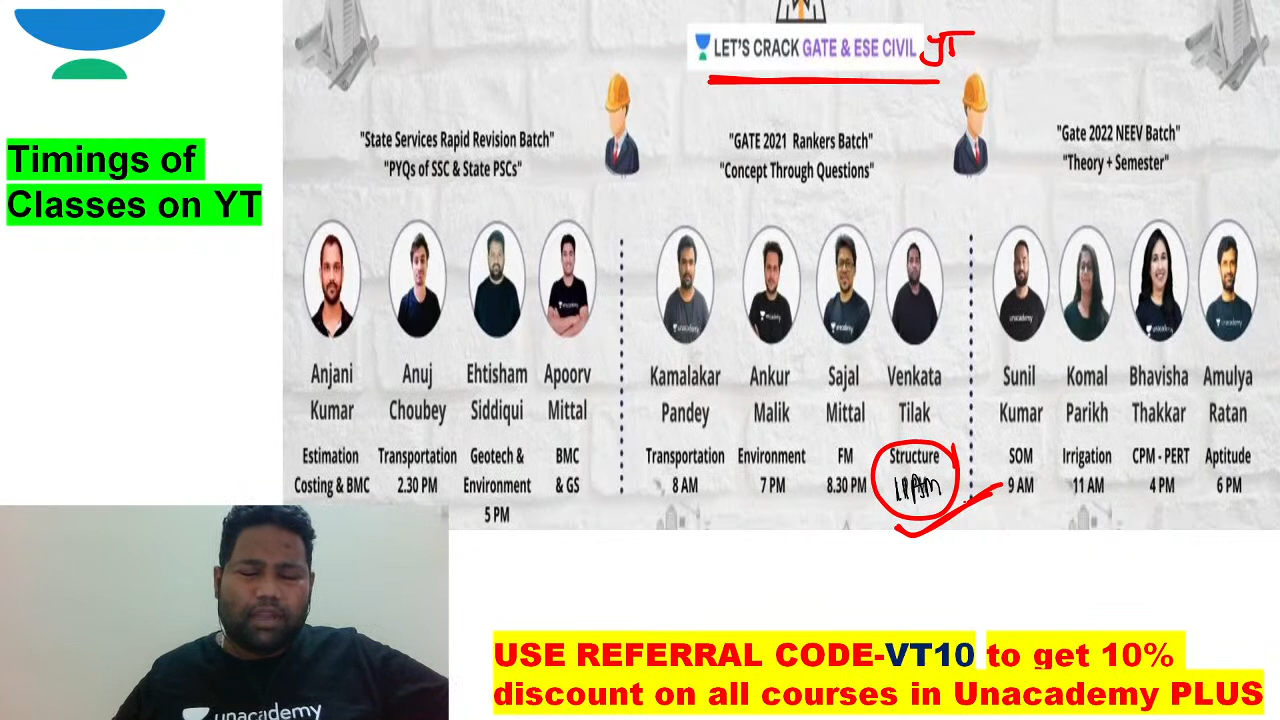 LET'S CRACK GATE & ESE CIVIL YT
Timings of
Classes on YT
"State Services Rapid Revision Batch"
"PYQs of SSC & State PSCs"
"GATE 2021 Rankers Batch"
"Concept Through Questions"
"Gate 2022 NEEV Batch"
"Theory + Semester"
Anjani
Kumar
Estimation
Costing & BMC
Anuj
Choubey
Transportation
2.30 PM
Ehtisham
Siddiqui
Geotech &
Environment
5 PM
Apoorv
Mittal
BMC
& GS
Kamalakar
Pandey
Transportation
8 AM
Ankur
Malik
Environment
7 PM
Sajal
Mittal
FM
8.30 PM
Venkata
Tilak
Structure
11AM
Sunil
Kumar
SOM
9 AM
Komal
Parikh
Irrigation
11 AM
Bhavisha
Thakkar
CPM - PERT
4 PM
Amulya
Ratan
Aptitude
6 PM
unacademy
USE REFERRAL CODE-VT10 to get 10%
discount on all courses in Unacademy PLUS